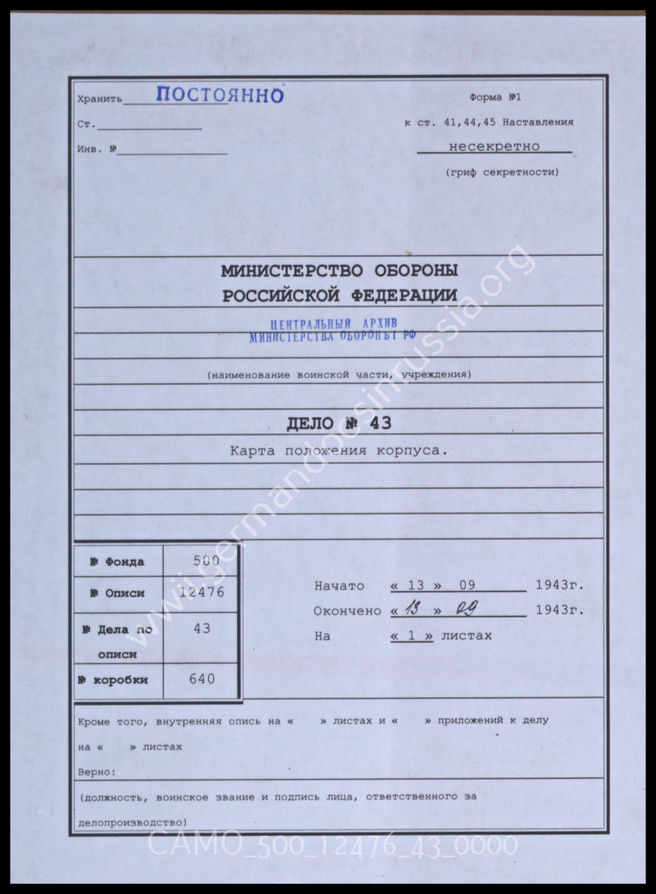 Хранить ПОСТОЯННО
Форма №1
Ст.
к ст. 41,44,45 Наставления
Инв. №
несекретно
(гриф секретности)
МИНИСТЕРСТВО ОБОРОНЫ
РОССИЙСКОЙ ФЕДЕРАЦИИ
ЦЕНТРАЛЬНЫЙ АРХИВ
МИНИСТЕРСТВА ОБОРОНЫ РФ
(наименование воинской части, учреждения)
ДЕЛО № 43
Карта положения корпуса.
№ Фонда 500
№ Описи 12476
№ Дела по описи 43
№ коробки 640
Начато « 13 » 09 1943г.
Окончено « 13 » 09 1943г.
На « 1 » листах
Кроме того, внутренняя опись на « » листах и « » приложений к делу
на « » листах
Верно:
(должность, воинское звание и подпись лица, ответственного за
делопроизводство)
www.germandocsinrussia.org
CAMO_500_12476_43_0000